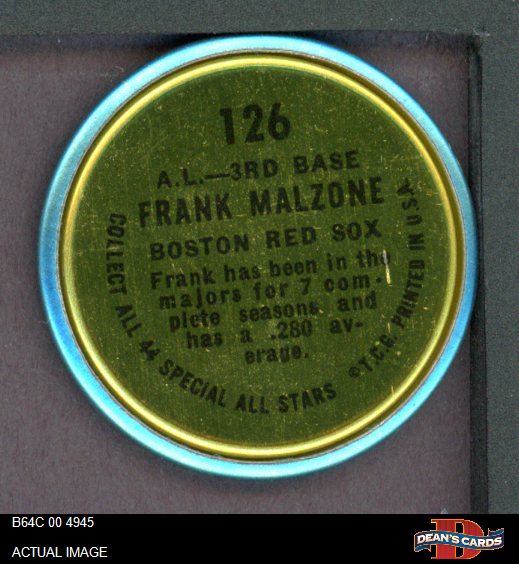 126
A.L.—3RD BASE
FRANK MALZONE
BOSTON RED SOX
Frank has been in the
majors for 7 com-
plete seasons and
has a .280 av-
erage.
COLLECT ALL 44 SPECIAL ALL STARS
©T.C.G. PRINTED IN U.S.A.
B64C 00 4945
ACTUAL IMAGE
D
DEAN'S CARDS